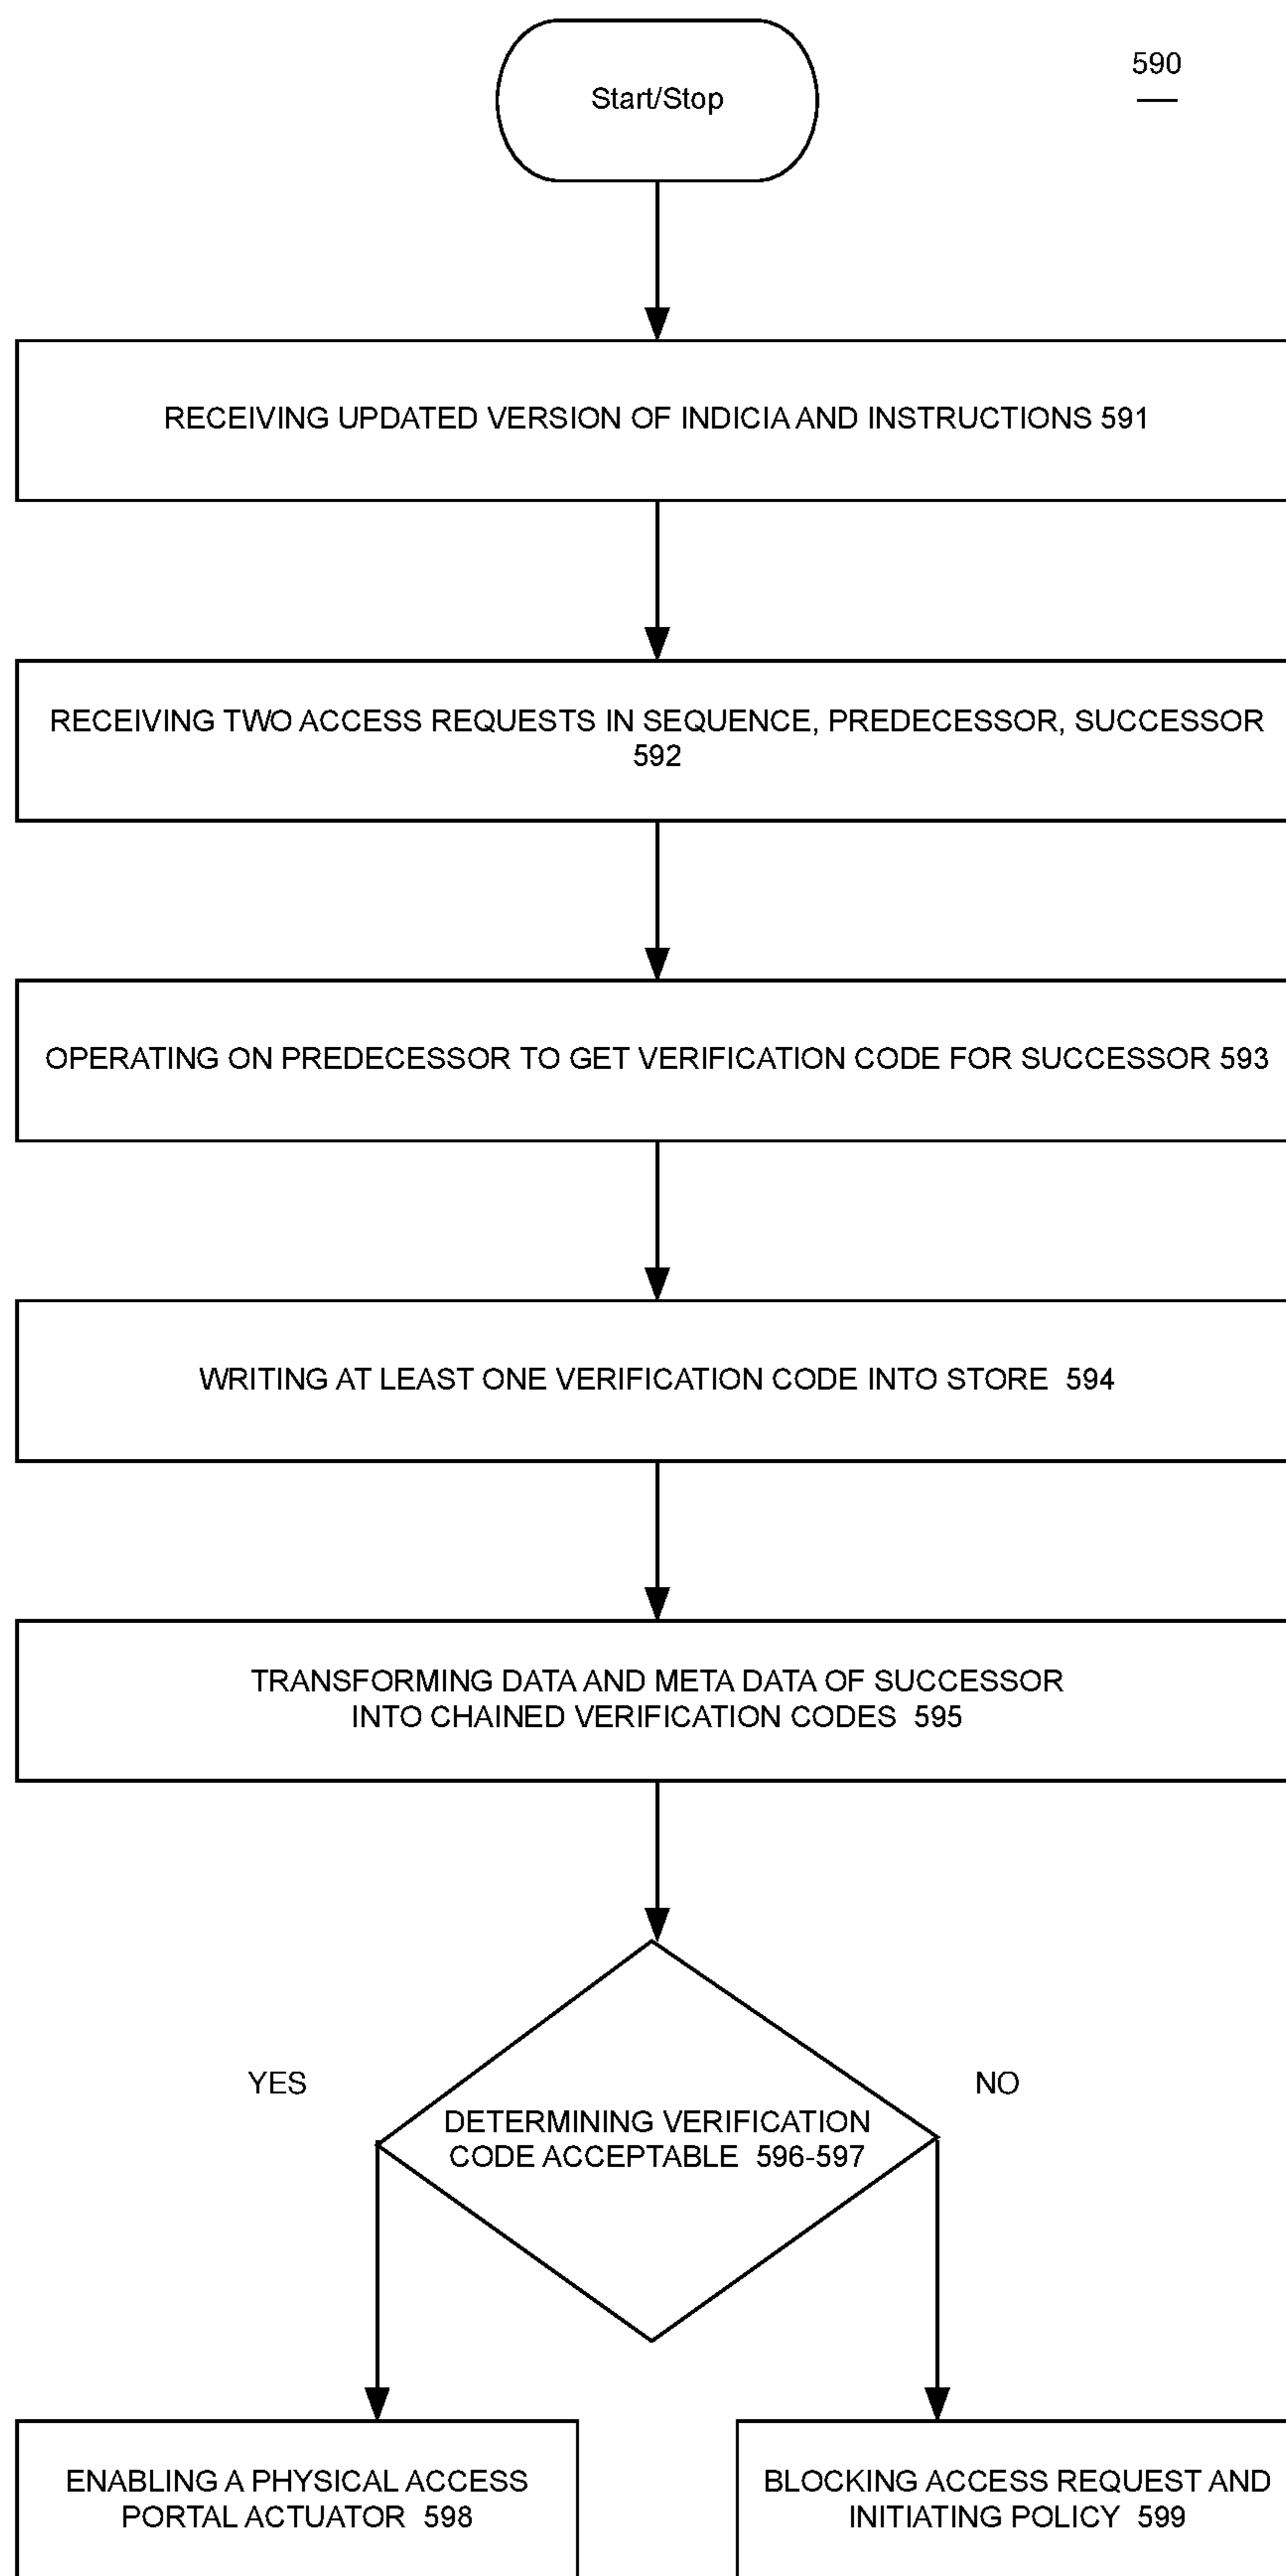 Start/Stop
590
RECEIVING UPDATED VERSION OF INDICIA AND INSTRUCTIONS 591
RECEIVING TWO ACCESS REQUESTS IN SEQUENCE, PREDECESSOR, SUCCESSOR
592
OPERATING ON PREDECESSOR TO GET VERIFICATION CODE FOR SUCCESSOR 593
WRITING AT LEAST ONE VERIFICATION CODE INTO STORE 594
TRANSFORMING DATA AND META DATA OF SUCCESSOR
INTO CHAINED VERIFICATION CODES 595
YES
NO
DETERMINING VERIFICATION
CODE ACCEPTABLE 596-597
ENABLING A PHYSICAL ACCESS
PORTAL ACTUATOR 598
BLOCKING ACCESS REQUEST AND
INITIATING POLICY 599